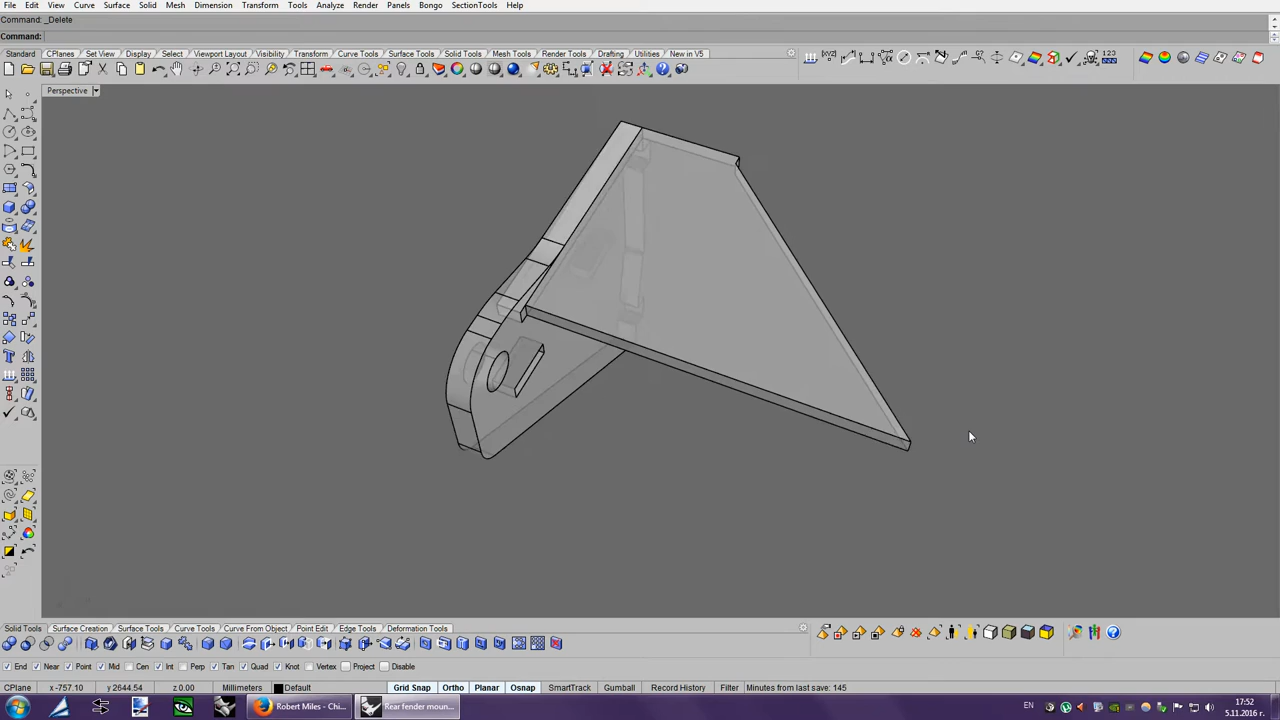 File Edit View Curve Surface Solid Mesh Dimension Transform Tools Analyze Render Panels Bongo SectionTools Help
Command: _Delete
Command:
Standard CPlanes Set View Display Select Viewport Layout Visibility Transform Curve Tools Surface Tools Solid Tools Mesh Tools Render Tools Drafting Utilities New in V5
Perspective
Solid Tools Surface Creation Surface Tools Curve Tools Curve From Object Point Edit Edge Tools Deformation Tools
End Near Point Mid Cen Int Perp Tan Quad Knot Vertex Project Disable
CPlane x -757.10 y 2644.54 z 0.00 Millimeters Default Grid Snap Ortho Planar Osnap SmartTrack Gumball Record History Filter Minutes from last save: 145
Robert Miles - Chi... Rear fender moun... EN 17:52
5.11.2016 г.